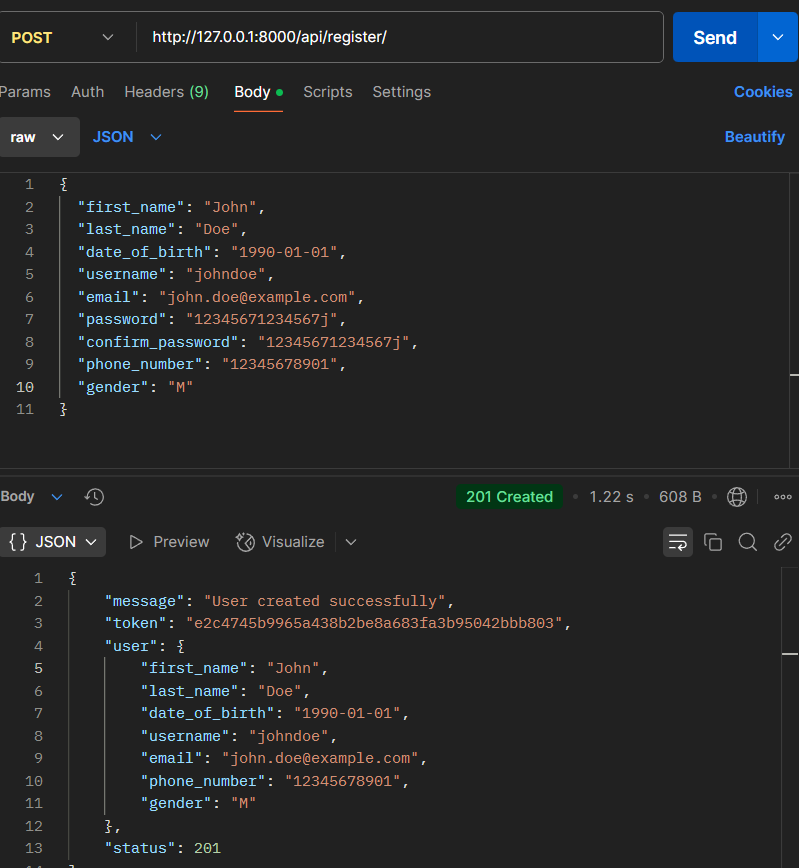 POST http://127.0.0.1:8000/api/register/ Send
Params Auth Headers (9) Body Scripts Settings Cookies
raw JSON Beautify
1 {
2 "first_name": "John",
3 "last_name": "Doe",
4 "date_of_birth": "1990-01-01",
5 "username": "johndoe",
6 "email": "john.doe@example.com",
7 "password": "12345671234567j",
8 "confirm_password": "12345671234567j",
9 "phone_number": "12345678901",
10 "gender": "M"
11 }
Body 201 Created • 1.22 s • 608 B
{} JSON Preview Visualize
1 {
2 "message": "User created successfully",
3 "token": "e2c4745b9965a438b2be8a683fa3b95042bbb803",
4 "user": {
5 "first_name": "John",
6 "last_name": "Doe",
7 "date_of_birth": "1990-01-01",
8 "username": "johndoe",
9 "email": "john.doe@example.com",
10 "phone_number": "12345678901",
11 "gender": "M"
12 },
13 "status": 201